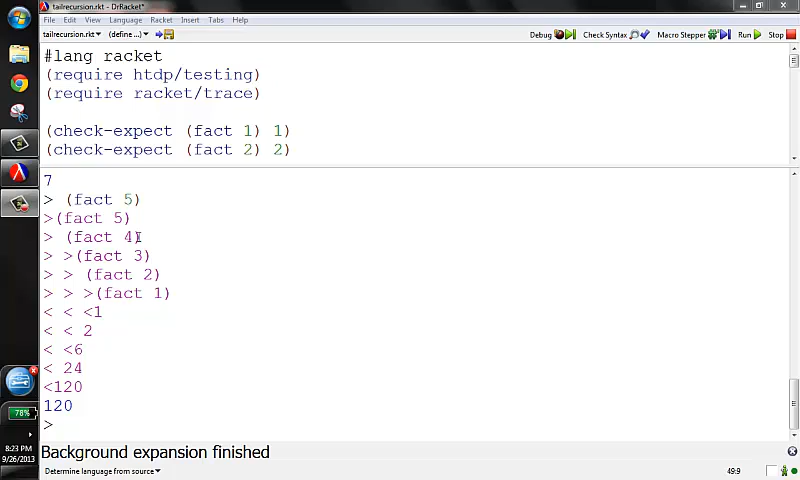 tailrecursion.rkt - DrRacket*
File Edit View Language Racket Insert Tabs Help
tailrecursion.rkt▾ (define ...)▾ Debug Check Syntax Macro Stepper Run Stop
#lang racket
(require htdp/testing)
(require racket/trace)
(check-expect (fact 1) 1)
(check-expect (fact 2) 2)
7
> (fact 5)
>(fact 5)
> (fact 4)
> >(fact 3)
> > (fact 2)
> > >(fact 1)
< < <1
< < 2
< <6
< 24
<120
120
>
Background expansion finished
Determine language from source▾ 49:9
78%
8:23 PM
9/26/2013